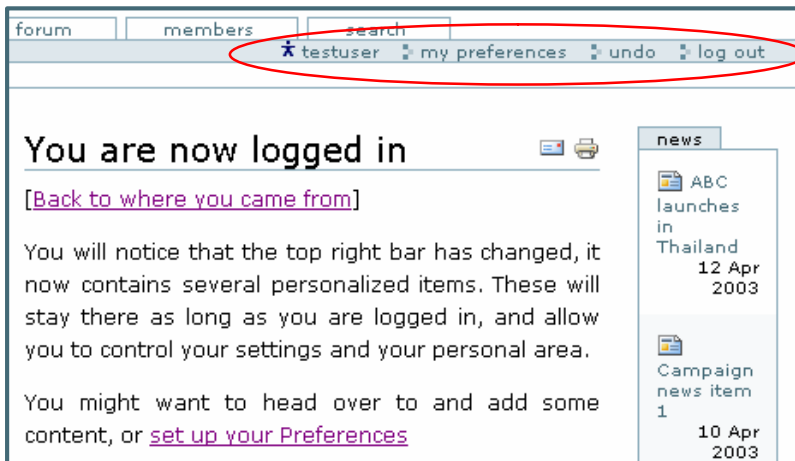 forum members search
testuser my preferences undo log out
You are now logged in
[Back to where you came from]
You will notice that the top right bar has changed, it
now contains several personalized items. These will
stay there as long as you are logged in, and allow
you to control your settings and your personal area.
You might want to head over to and add some
content, or set up your Preferences
news
ABC
launches
in
Thailand
12 Apr
2003
Campaign
news item
1
10 Apr
2003